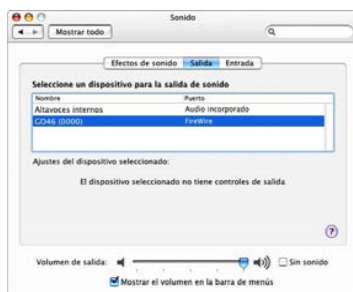 Sonido
Mostrar todo
Efectos de sonido Salida Entrada
Seleccione un dispositivo para la salida de sonido
Nombre Puerto
Altavoces internos Audio incorporado
GO46 (0000) FireWire
Ajustes del dispositivo seleccionado:
El dispositivo seleccionado no tiene controles de salida
?
Volumen de salida: Sin sonido
Mostrar el volumen en la barra de menús